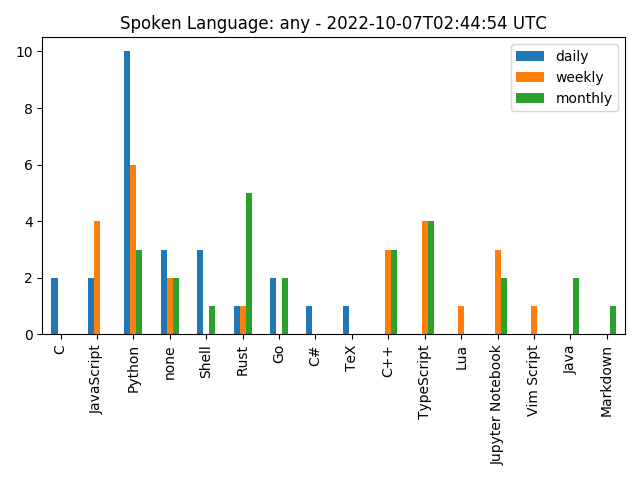 Spoken Language: any - 2022-10-07T02:44:54 UTC
daily
weekly
monthly
10
8
6
4
2
0
C
JavaScript
Python
none
Shell
Rust
Go
C#
TeX
C++
TypeScript
Lua
Jupyter Notebook
Vim Script
Java
Markdown